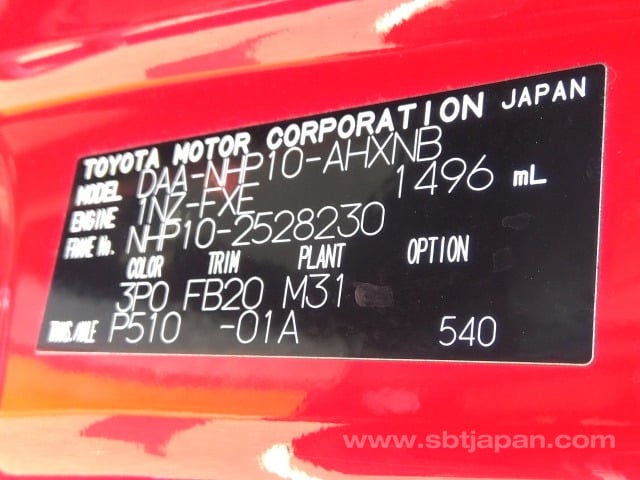 TOYOTA MOTOR CORPORATION JAPAN
MODEL DAA-NHP10-AHXNB
ENGINE 1NZ-FXE 1496 mL
FRAME No. NHP10-2528230
COLOR TRIM PLANT OPTION
3P0 FB20 M31
TRANS./AXLE P510 -01A 540
www.sbtjapan.com